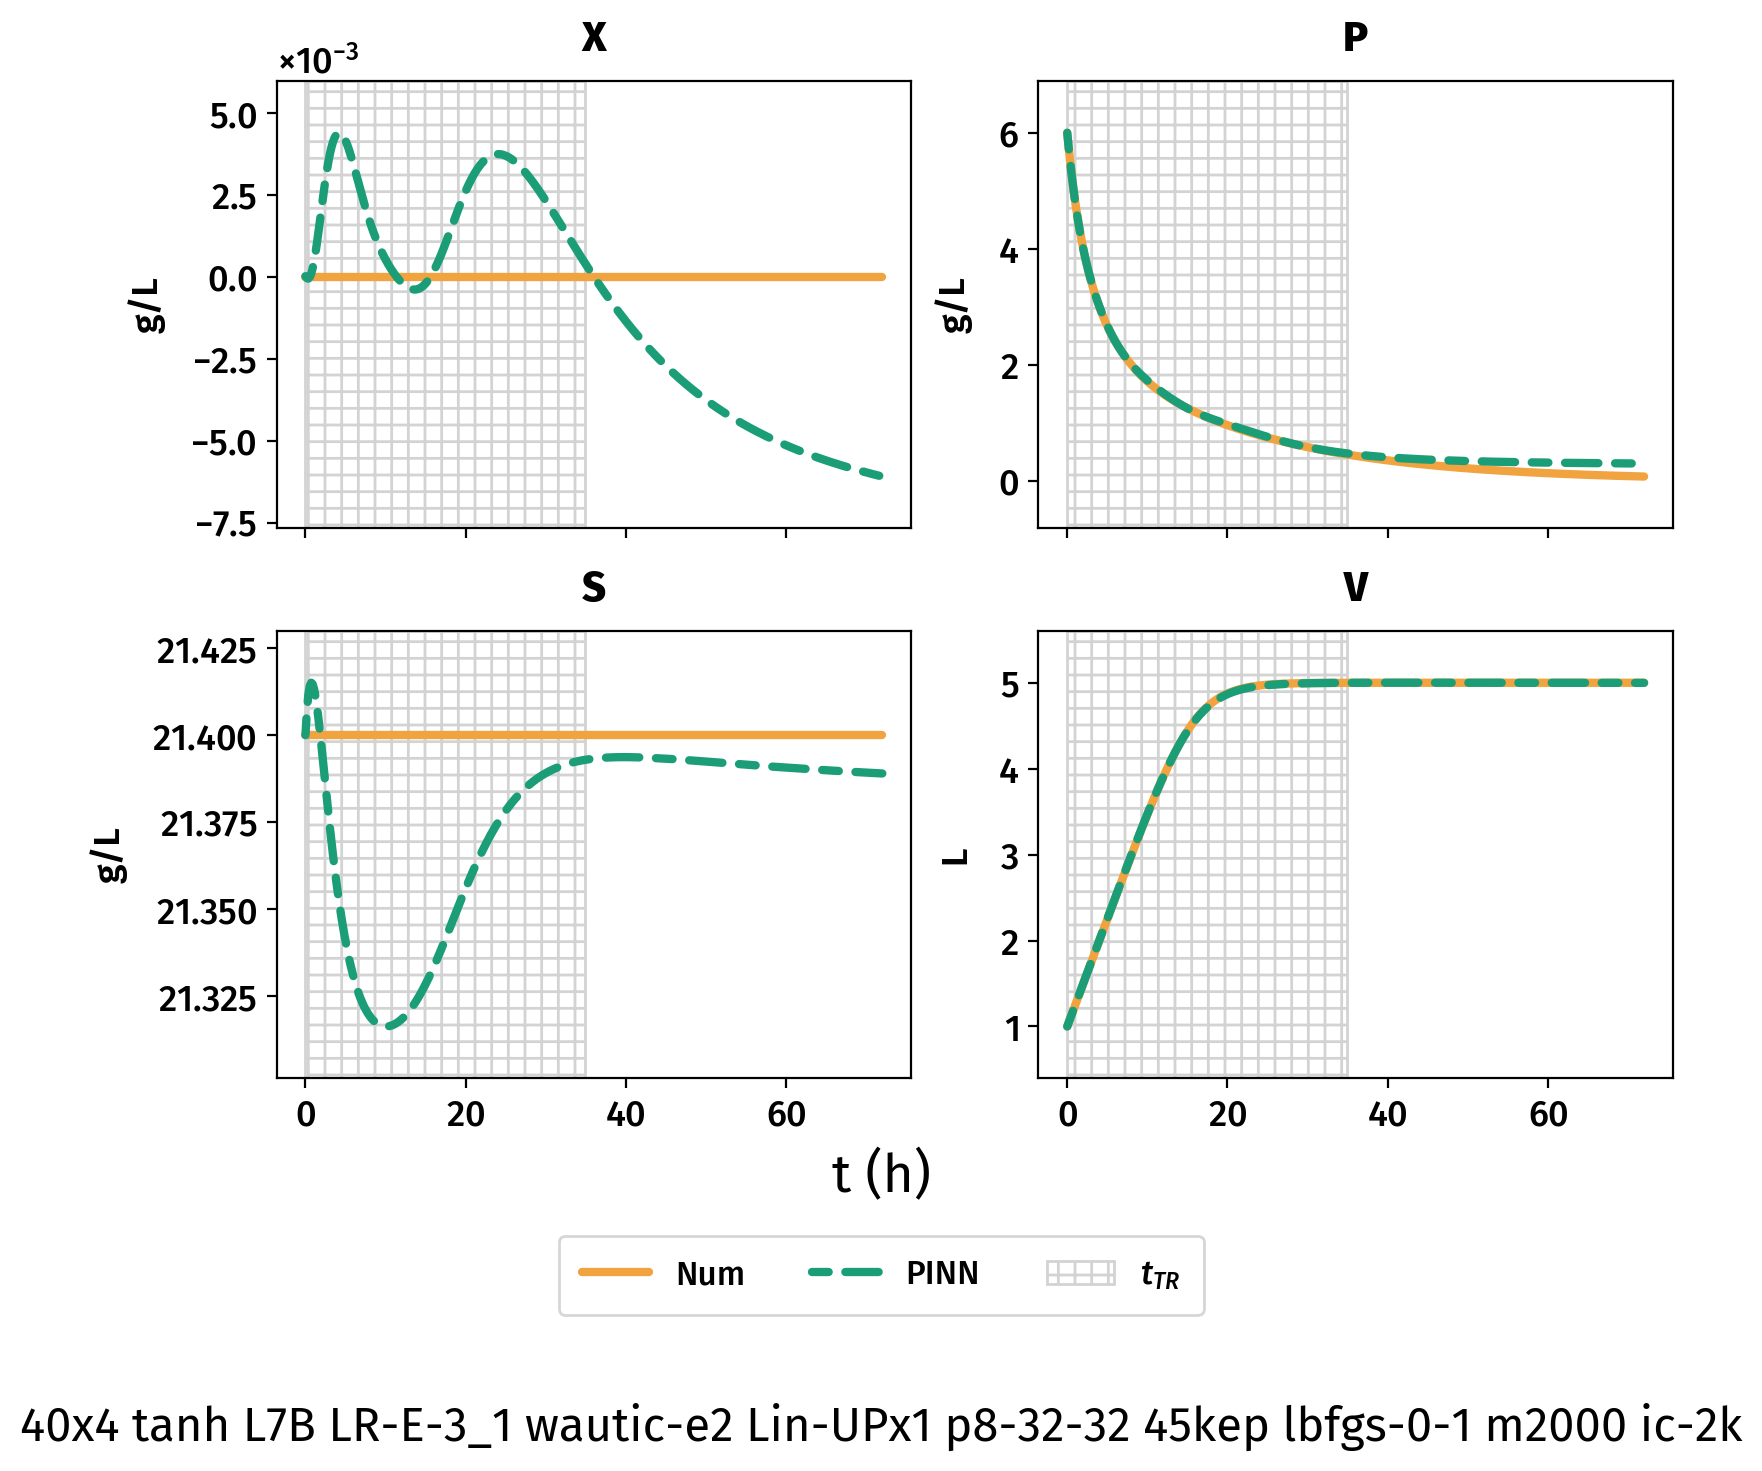 X
×10⁻³
5.0
2.5
0.0
−2.5
−5.0
−7.5
g/L
P
6
4
2
0
g/L
S
21.425
21.400
21.375
21.350
21.325
g/L
0 20 40 60
V
5
4
3
2
1
L
0 20 40 60
t (h)
Num PINN t_TR
40x4 tanh L7B LR-E-3_1 wautic-e2 Lin-UPx1 p8-32-32 45kep lbfgs-0-1 m2000 ic-2k